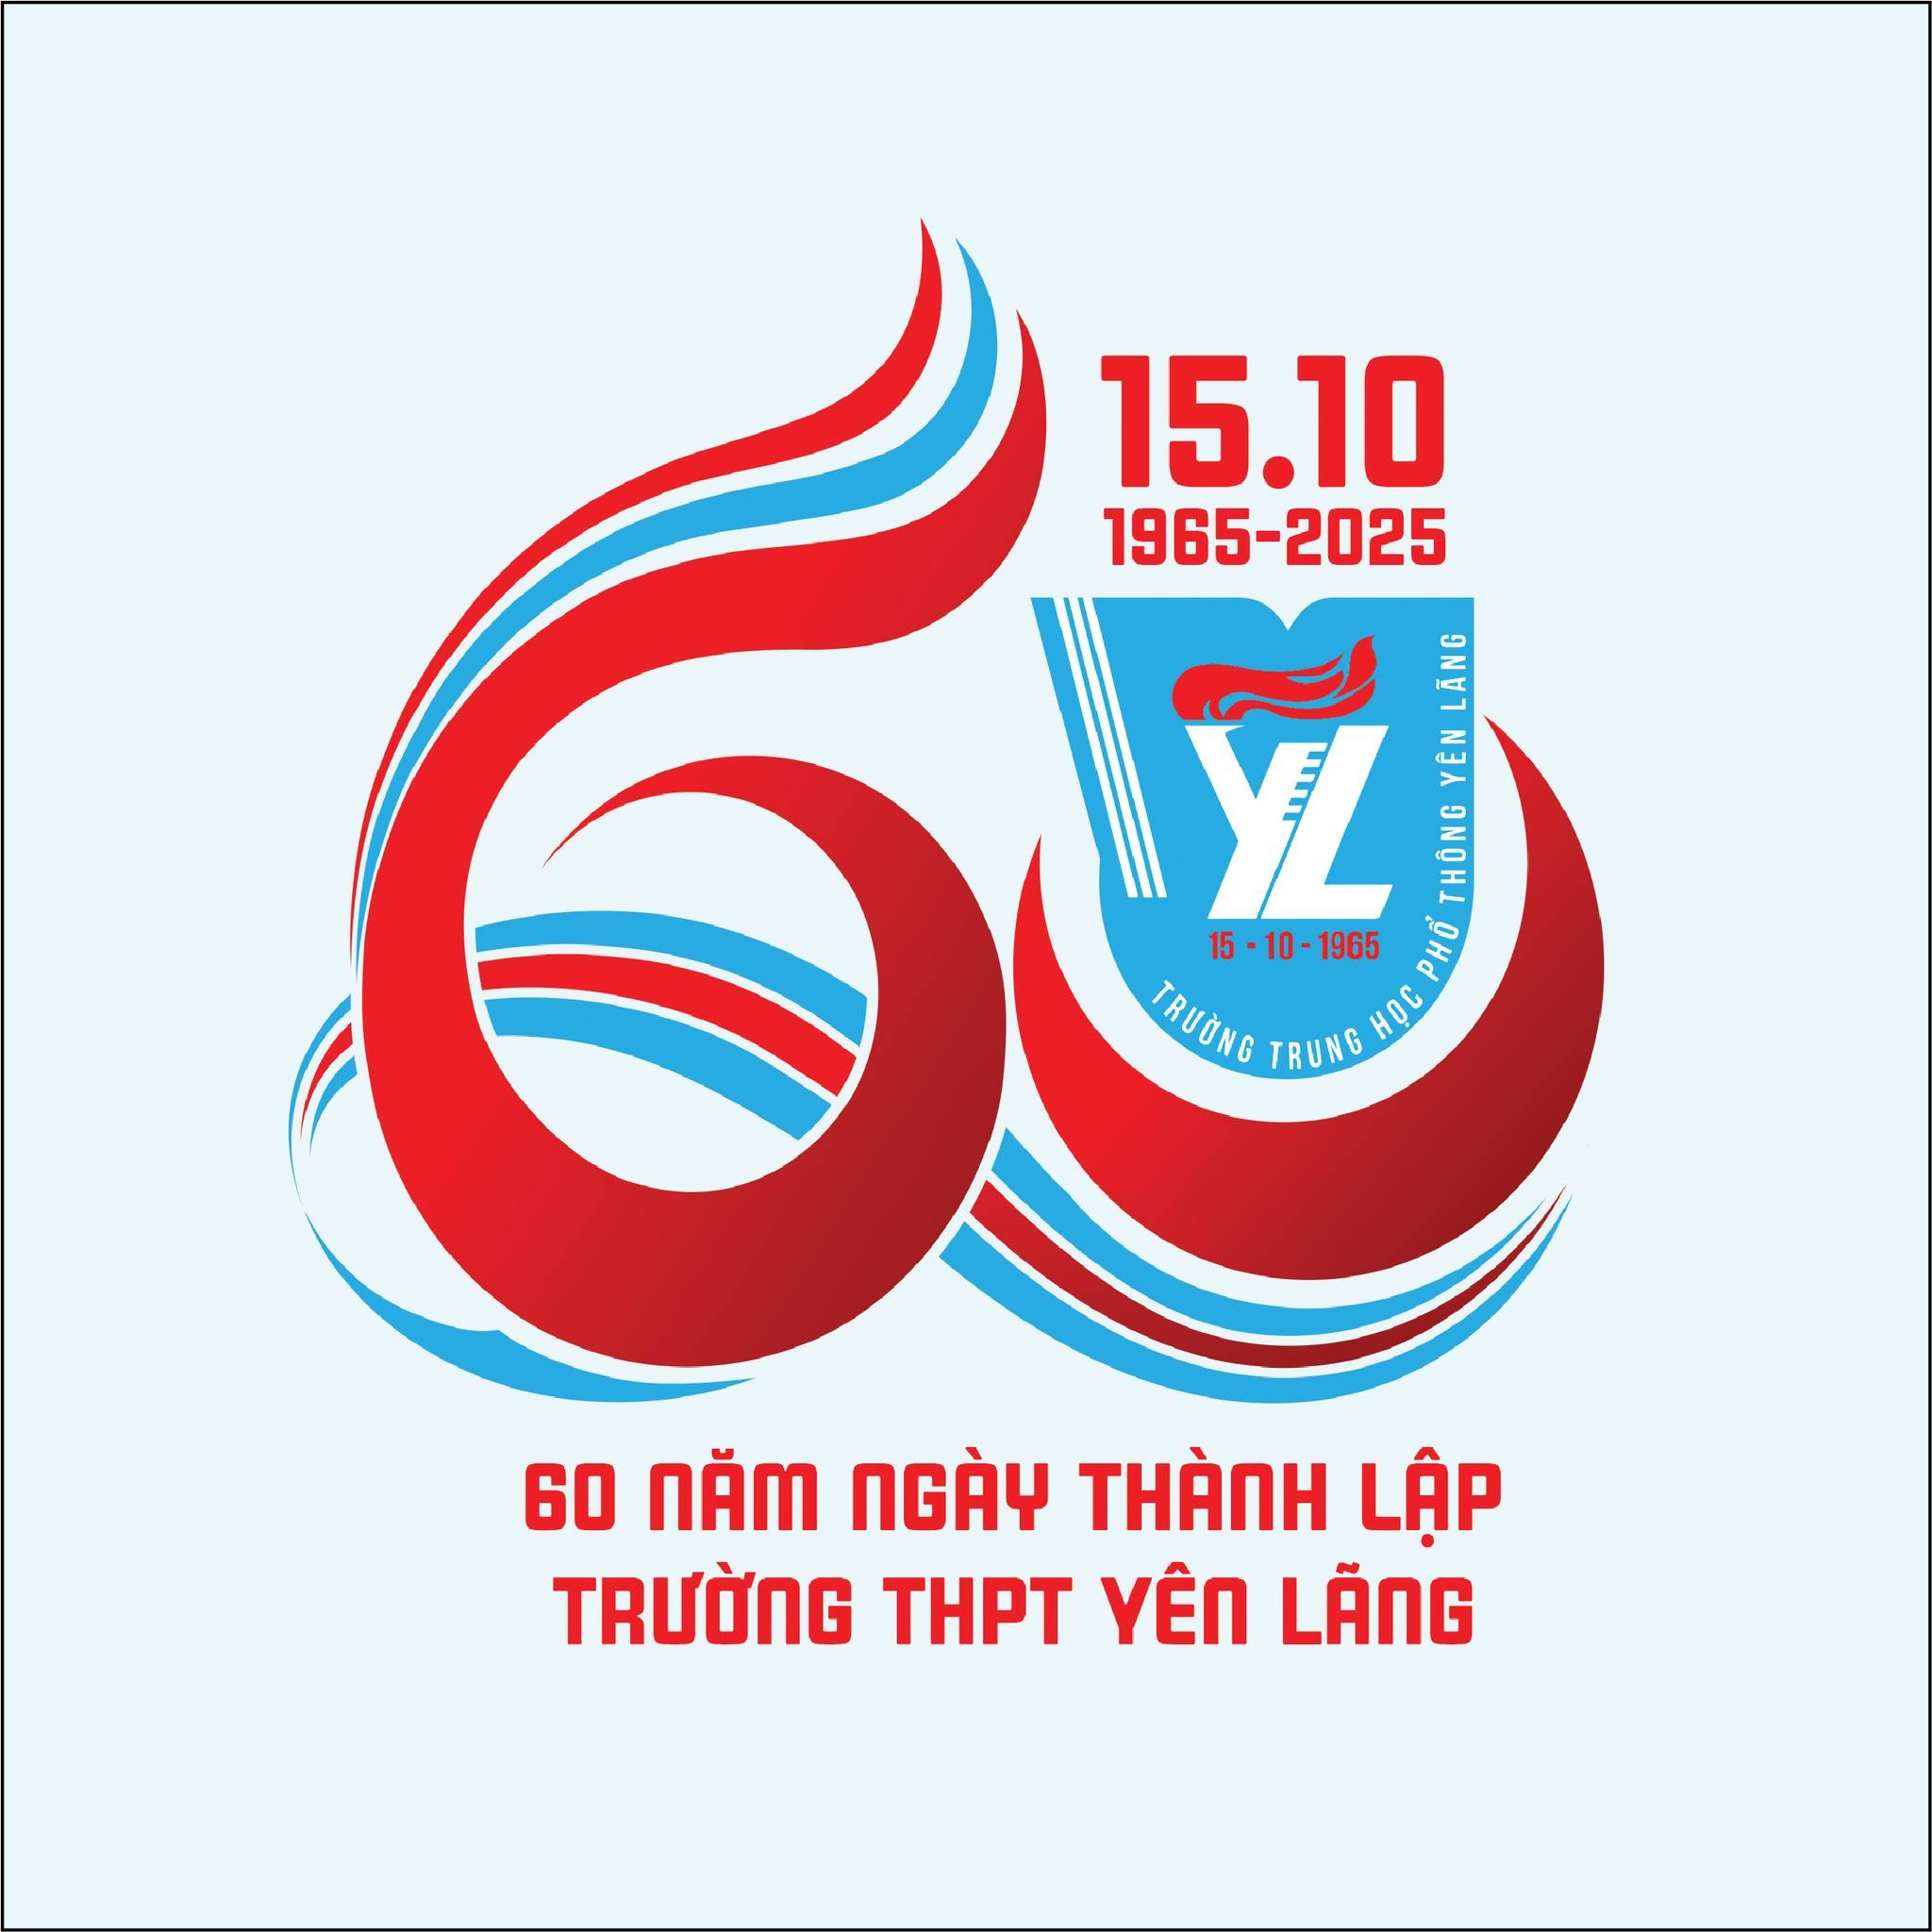 15.10
1965-2025
YL
15 - 10 - 1965
TRƯỜNG TRUNG HỌC PHỔ THÔNG YÊN LÃNG
60 NĂM NGÀY THÀNH LẬP
TRƯỜNG THPT YÊN LÃNG